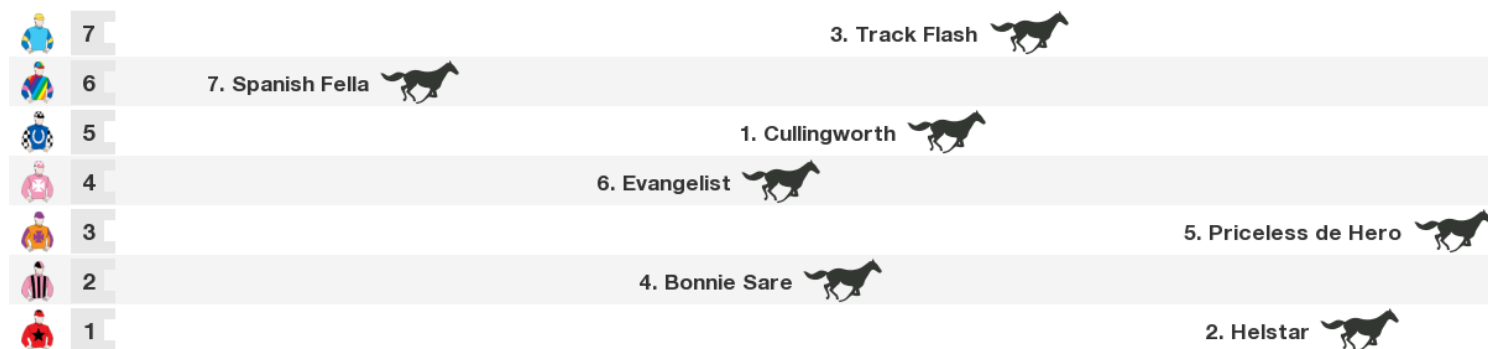 7 3. Track Flash
6 7. Spanish Fella
5 1. Cullingworth
4 6. Evangelist
3 5. Priceless de Hero
2 4. Bonnie Sare
1 2. Helstar